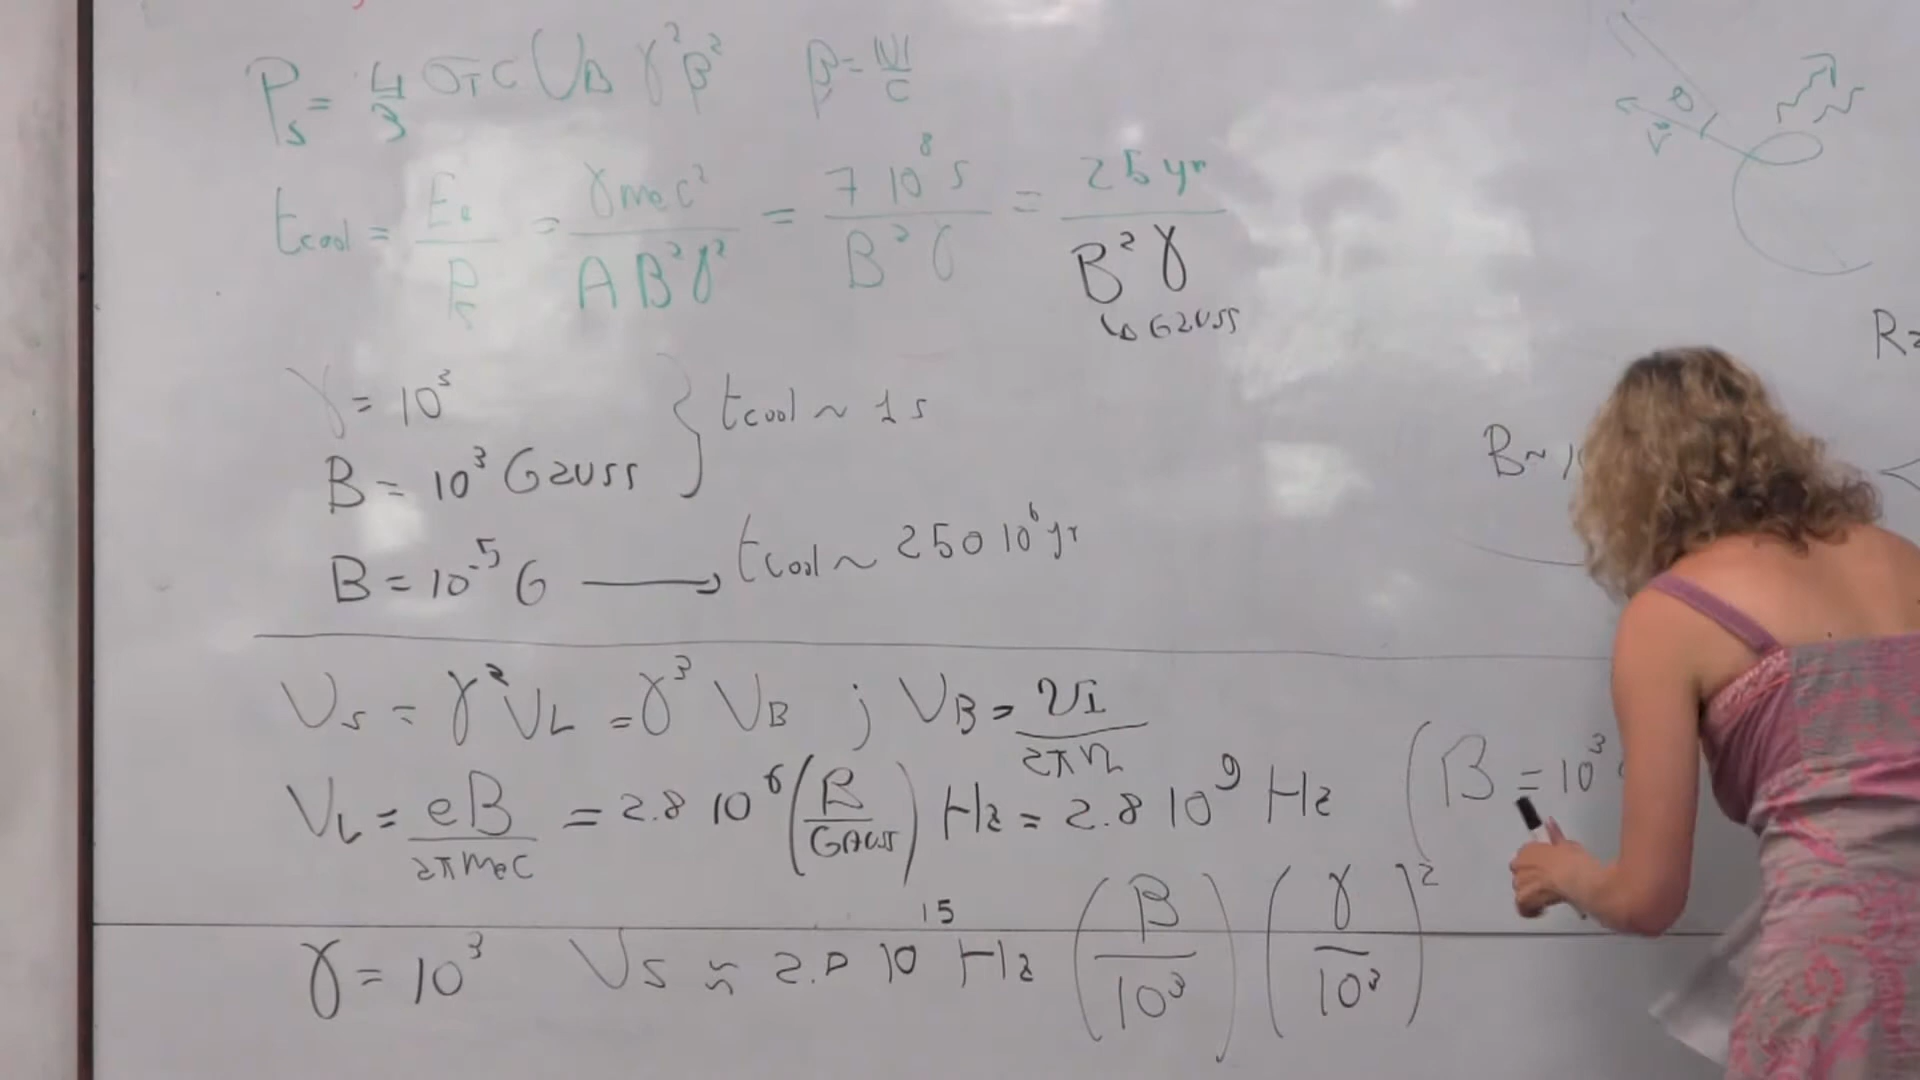 Ps = 4/3 σT c UB γ² β² β = |v|/c
tcool = Ee/Ps = γ me c² / A B² γ² = 7 10⁸ s / B² γ = 25 yr / B² γ
↳ Gauss
γ = 10³
B = 10³ Gauss } tcool ~ 1 s
B = 10⁻⁵ G → tcool ~ 250 10⁶ yr
νs = γ² νL = γ³ νB ; νB = v⊥ / 2πr
νL = eB / 2π me c = 2.8 10⁶ (B / GAUSS) Hz = 2.8 10⁹ Hz (B = 10³
γ = 10³ νs ~ 2.8 10¹⁵ Hz (B / 10³) (γ / 10³)²
θ
v
R
B ~